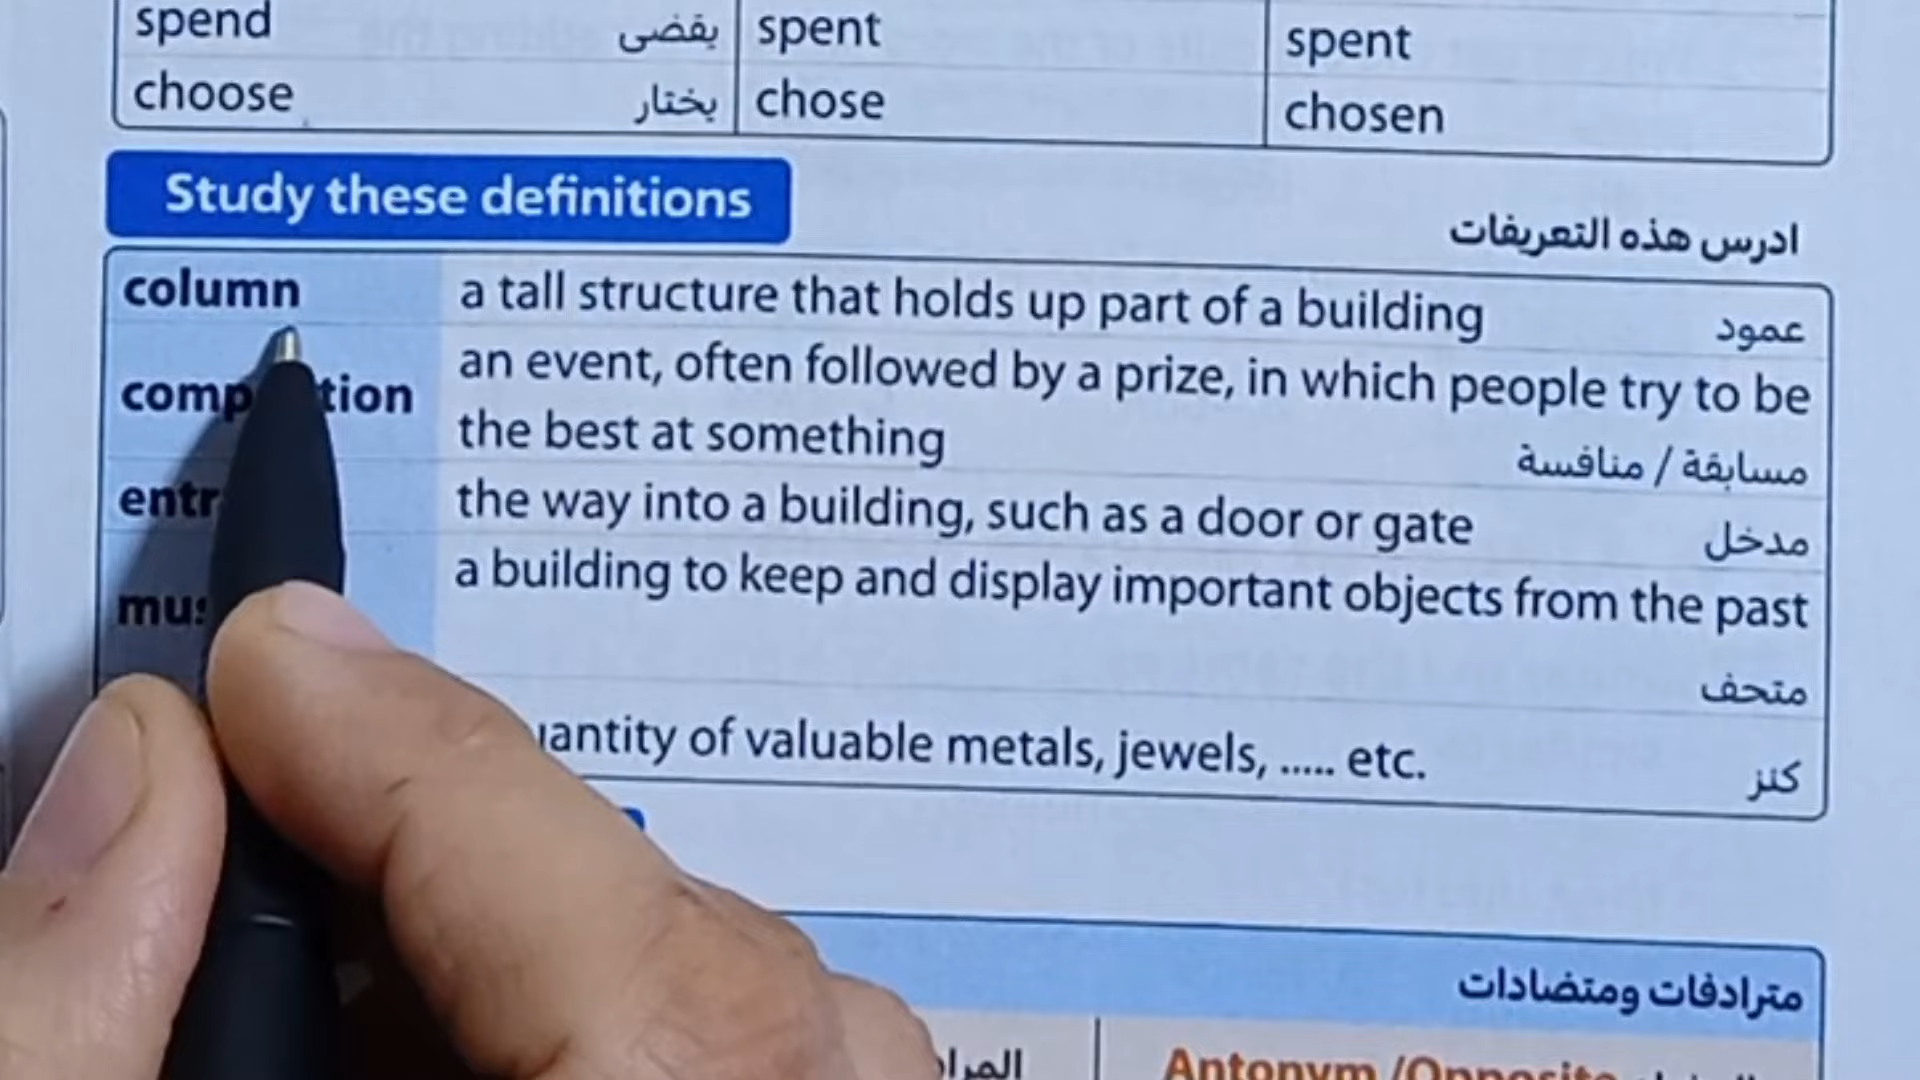 spend يقضى spent spent
choose يختار chose chosen
Study these definitions
ادرس هذه التعريفات
column a tall structure that holds up part of a building عمود
an event, often followed by a prize, in which people try to be
the best at something مسابقة / منافسة
the way into a building, such as a door or gate مدخل
a building to keep and display important objects from the past
متحف
of valuable metals, jewels, ..... etc. كنز
مترادفات ومتضادات
Antonym /Opposite